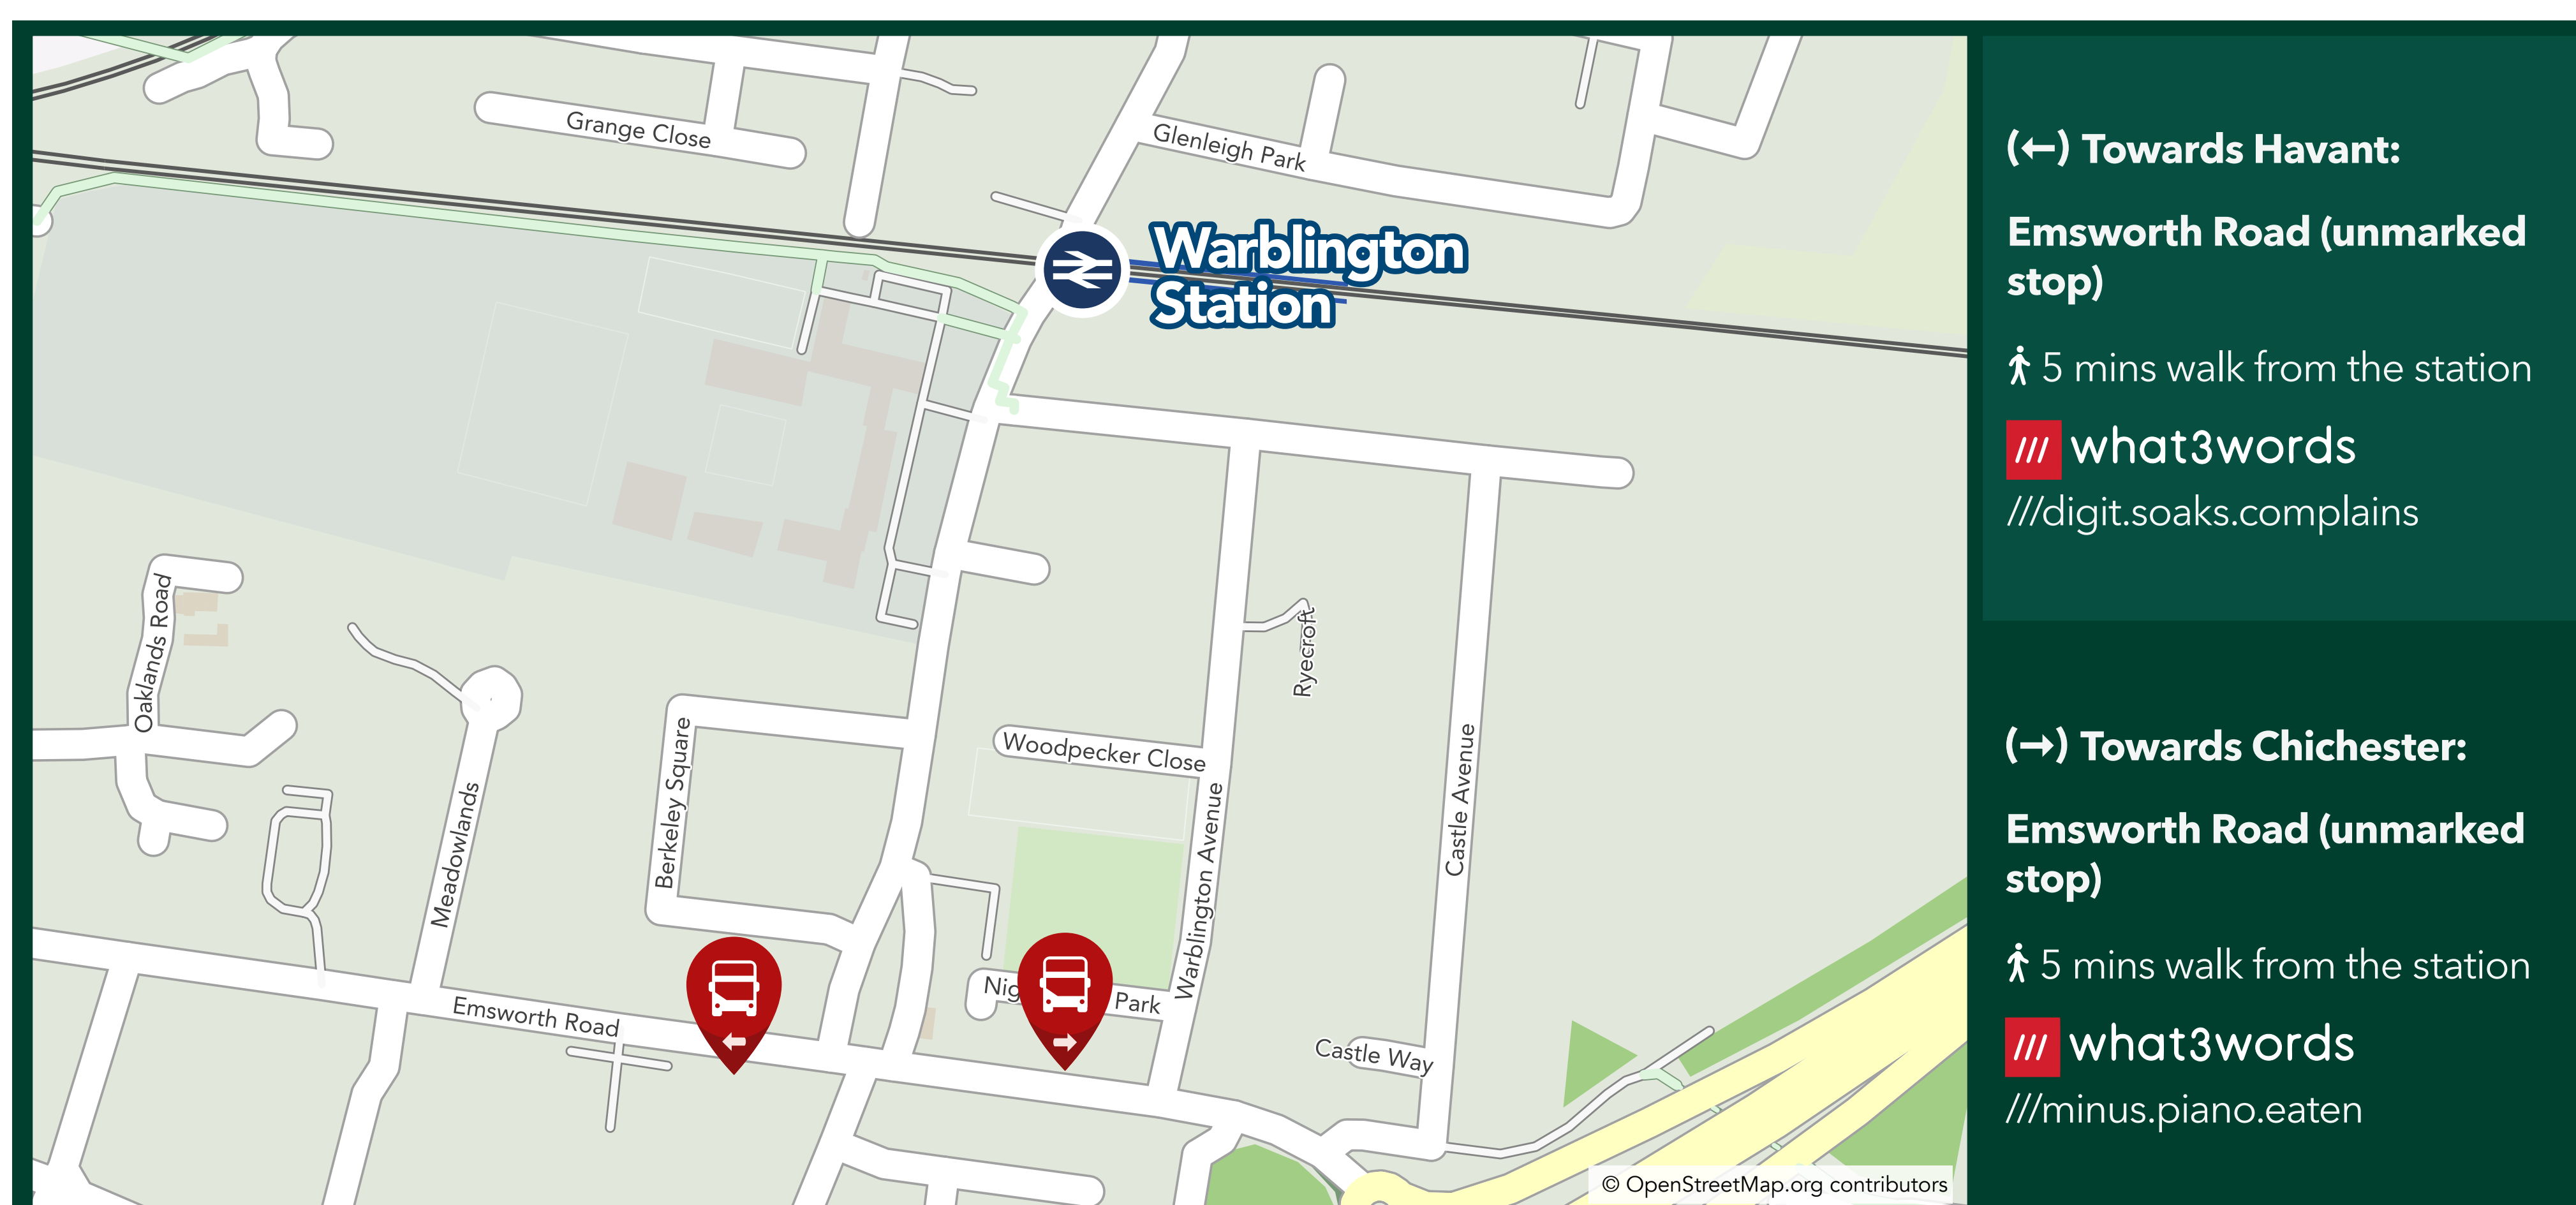 Grange Close
Glenleigh Park
Warblington
Station
Oaklands Road
Ryecroft
Woodpecker Close
Berkeley Square
Meadowlands
Warblington Avenue
Castle Avenue
Emsworth Road
Park
Castle Way
© OpenStreetMap.org contributors
(←) Towards Havant:
Emsworth Road (unmarked
stop)
5 mins walk from the station
/// what3words
///digit.soaks.complains
(→) Towards Chichester:
Emsworth Road (unmarked
stop)
5 mins walk from the station
/// what3words
///minus.piano.eaten